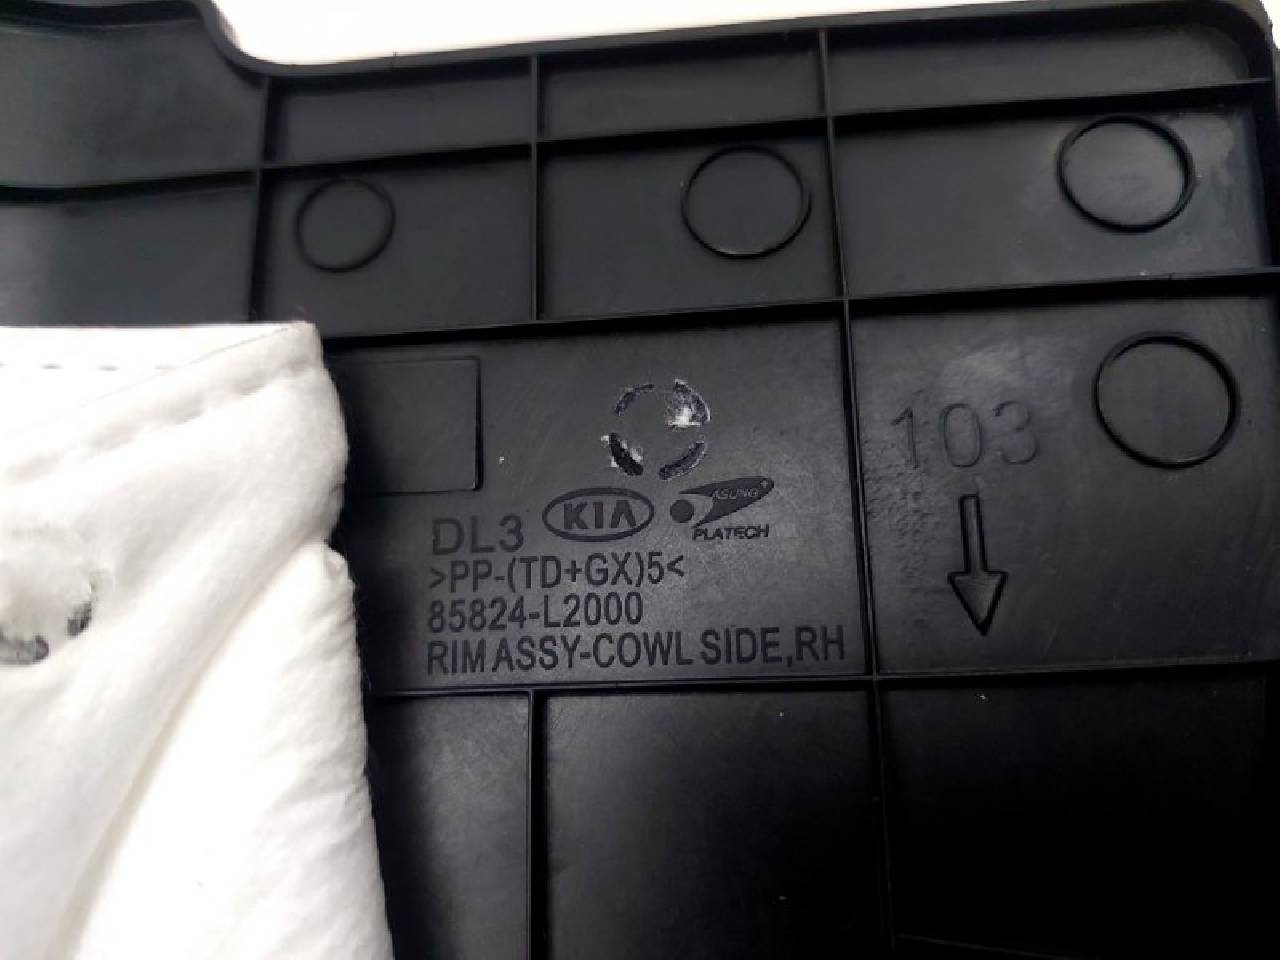 103
DL3 KIA ASUNG PLATECH
>PP-(TD+GX)5<
85824-L2000
RIM ASSY-COWL SIDE,RH